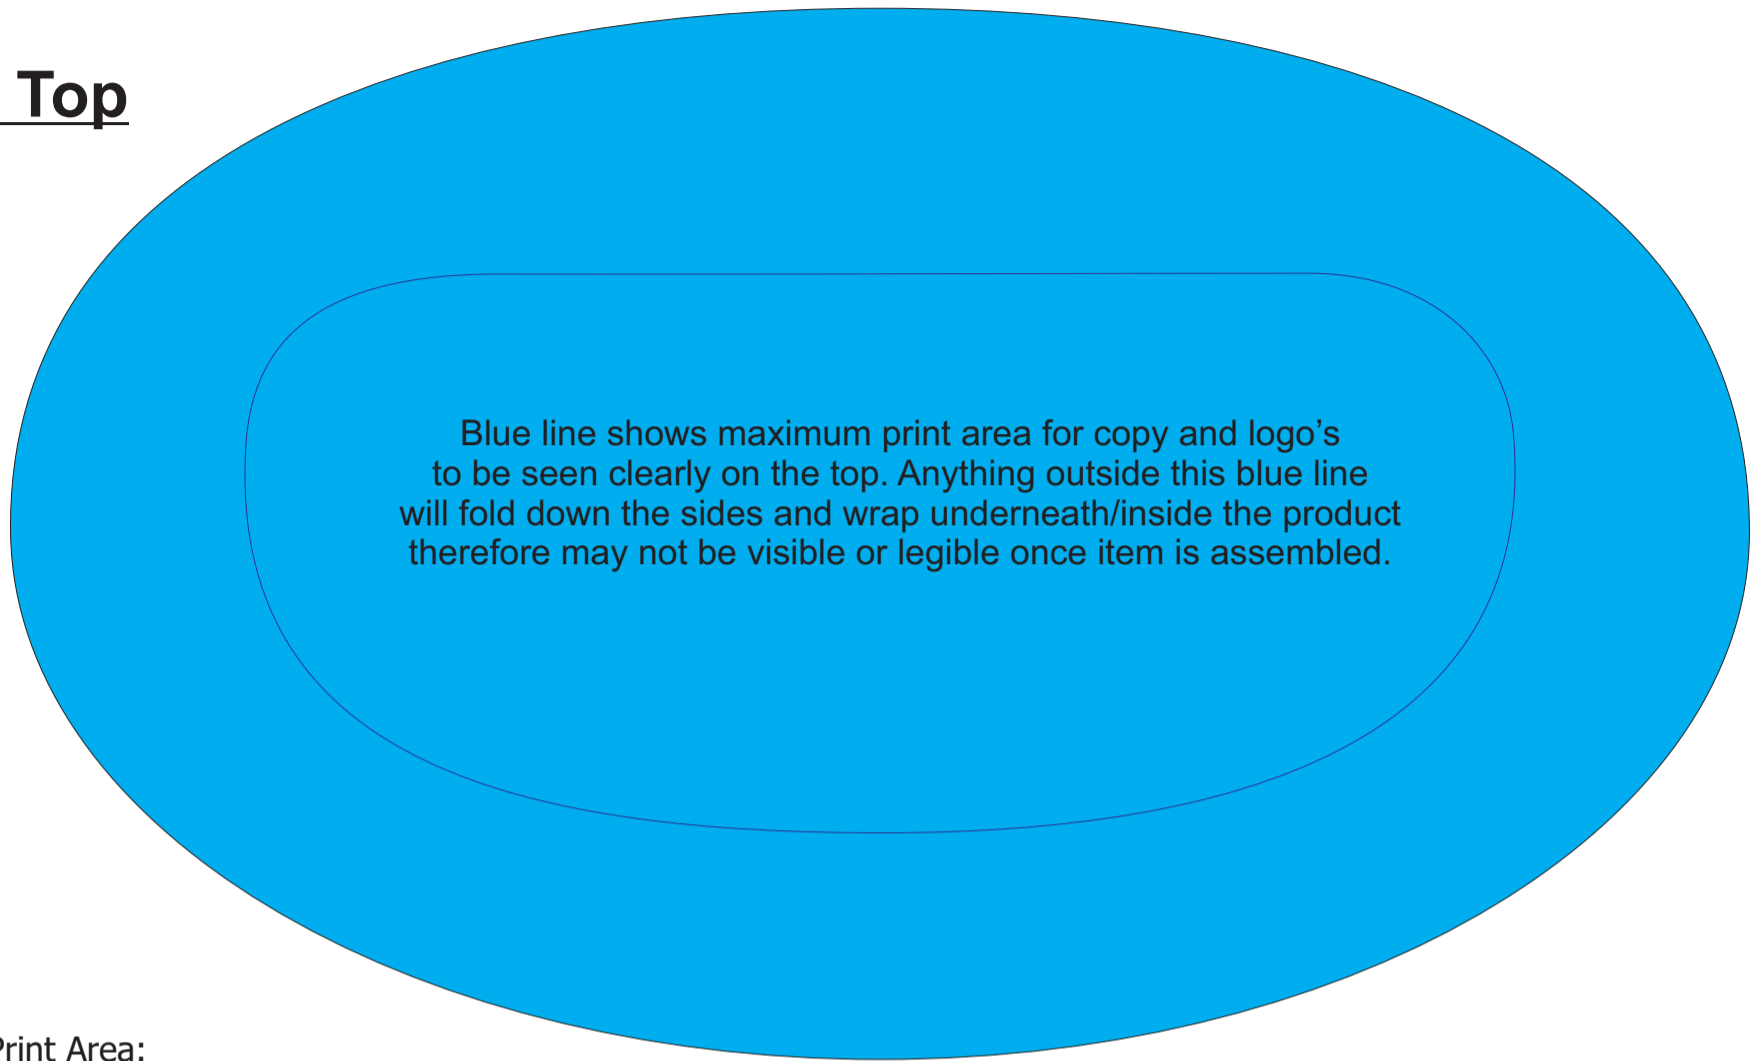 Top
Blue line shows maximum print area for copy and logo’s
to be seen clearly on the top. Anything outside this blue line
will fold down the sides and wrap underneath/inside the product
therefore may not be visible or legible once item is assembled.
Print Area: